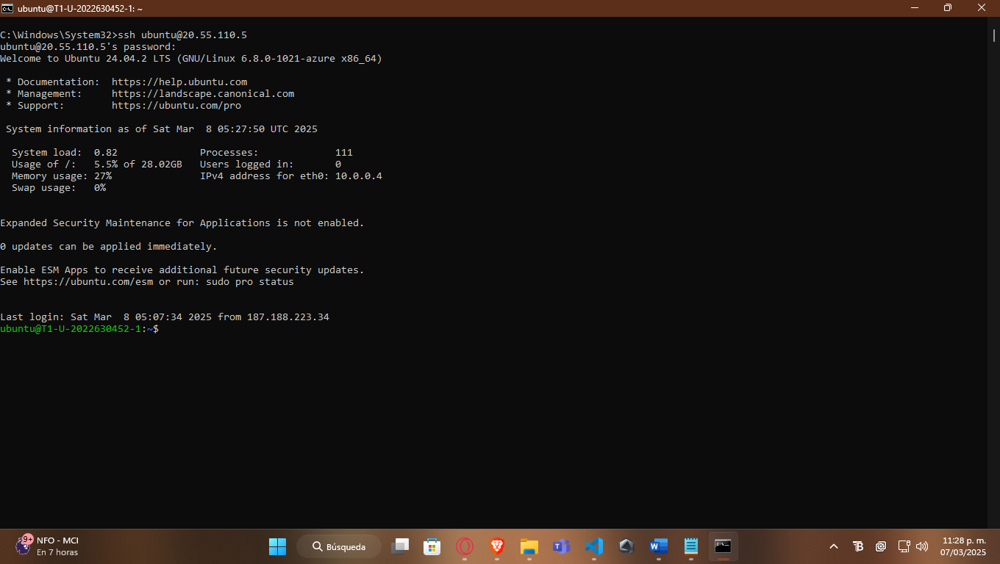 ubuntu@T1-U-2022630452-1: ~
C:\Windows\System32>ssh ubuntu@20.55.110.5
ubuntu@20.55.110.5's password:
Welcome to Ubuntu 24.04.2 LTS (GNU/Linux 6.8.0-1021-azure x86_64)
* Documentation:  https://help.ubuntu.com
* Management:     https://landscape.canonical.com
* Support:        https://ubuntu.com/pro
System information as of Sat Mar  8 05:27:50 UTC 2025
System load:  0.82              Processes:             111
Usage of /:   5.5% of 28.02GB   Users logged in:       0
Memory usage: 27%               IPv4 address for eth0: 10.0.0.4
Swap usage:   0%
Expanded Security Maintenance for Applications is not enabled.
0 updates can be applied immediately.
Enable ESM Apps to receive additional future security updates.
See https://ubuntu.com/esm or run: sudo pro status
Last login: Sat Mar  8 05:07:34 2025 from 187.188.223.34
ubuntu@T1-U-2022630452-1:~$
9+
NFO - MCI
En 7 horas
Búsqueda
11:28 p. m.
07/03/2025